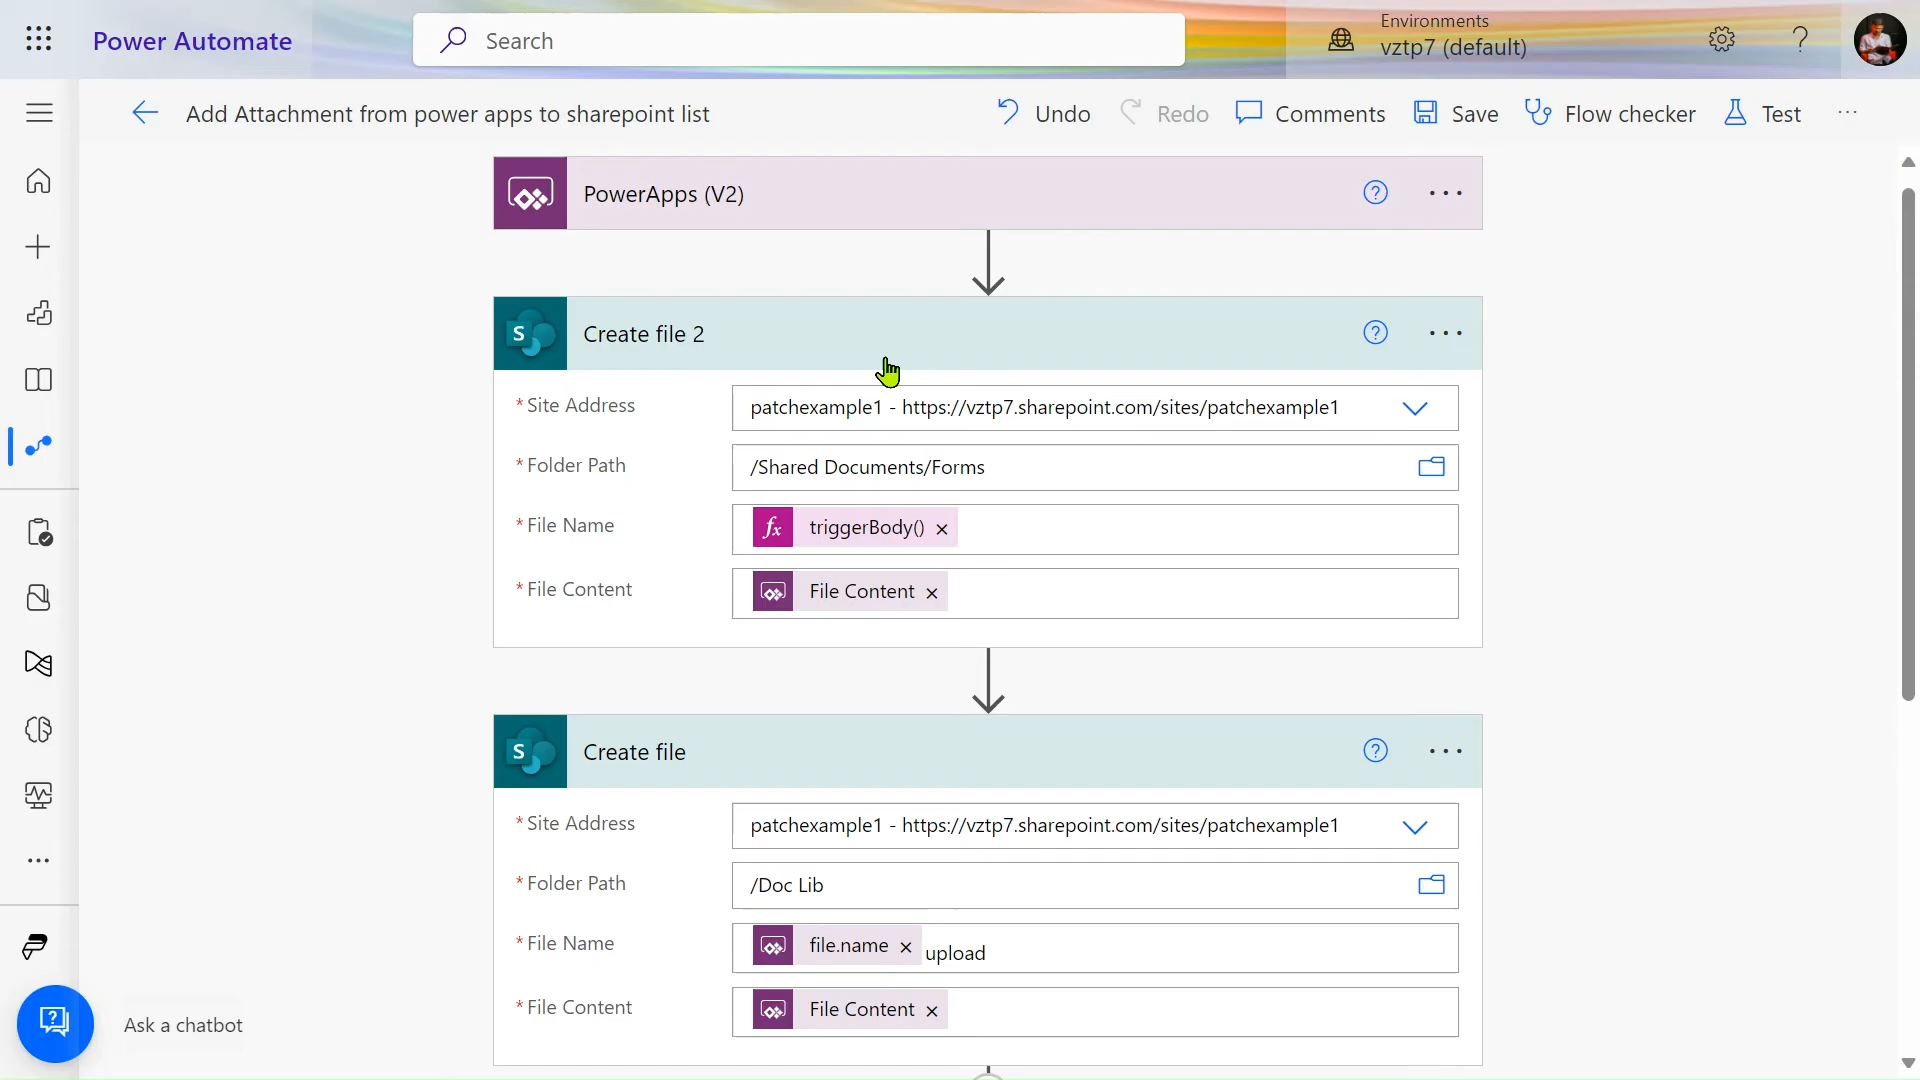 Power Automate
Search
Environments
vztp7 (default)
Add Attachment from power apps to sharepoint list
Undo
Redo
Comments
Save
Flow checker
Test
PowerApps (V2)
Create file 2
* Site Address
patchexample1 - https://vztp7.sharepoint.com/sites/patchexample1
* Folder Path
/Shared Documents/Forms
* File Name
fx triggerBody() ×
* File Content
File Content ×
Create file
* Site Address
patchexample1 - https://vztp7.sharepoint.com/sites/patchexample1
* Folder Path
/Doc Lib
* File Name
file.name × upload
* File Content
File Content ×
Ask a chatbot